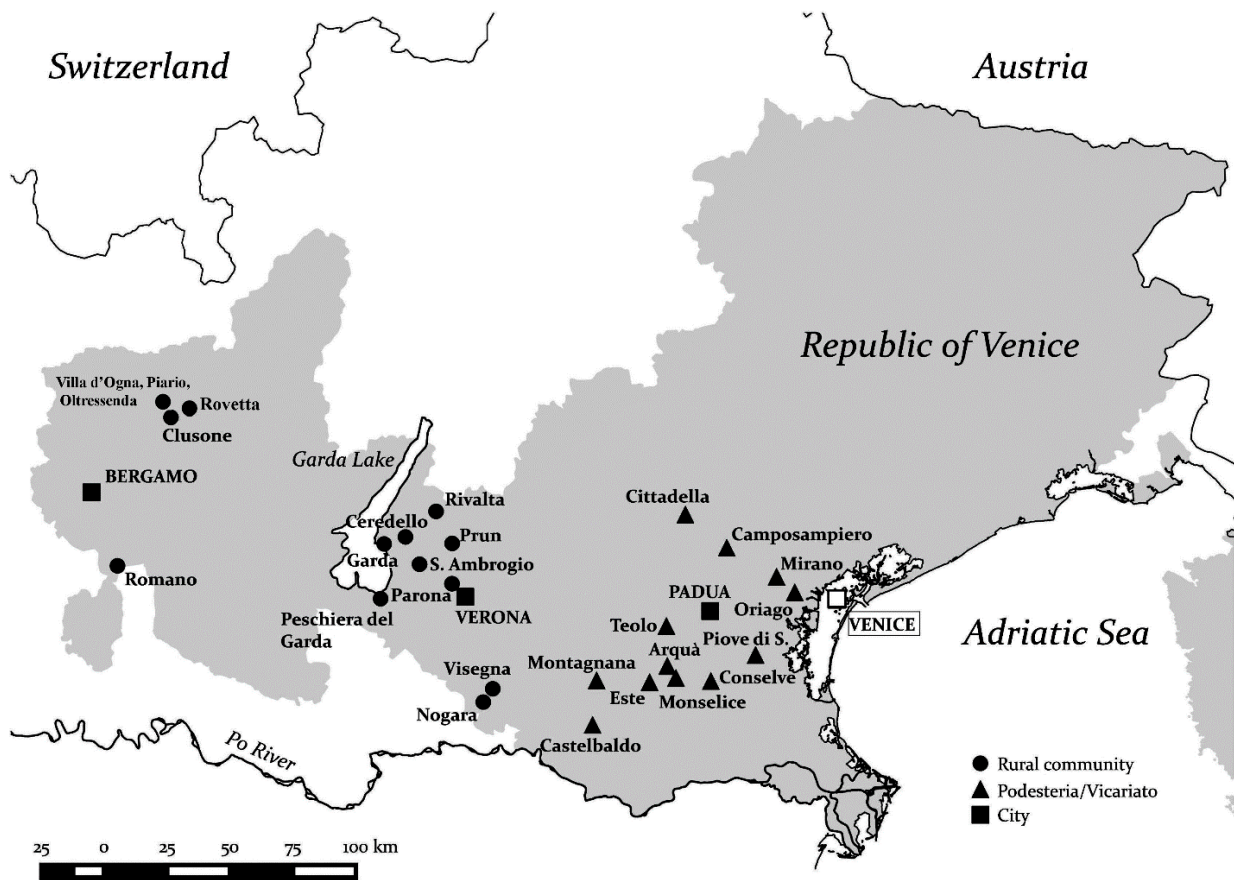 Switzerland
Austria
Republic of Venice
Villa d'Ogna, Piario,
Oltressenda
Rovetta
Clusone
Garda Lake
BERGAMO
Rivalta
Cittadella
Ceredello
Prun
Camposampiero
Garda
S. Ambrogio
Mirano
Romano
Parona
PADUA
Peschiera del
Garda
VERONA
Oriago
VENICE
Teolo
Piove di S.
Adriatic Sea
Arquà
Visegna
Montagnana
Conselve
Este
Monselice
Nogara
Castelbaldo
Po River
Rural community
Podesteria/Vicariato
City
25 0 25 50 75 100 km